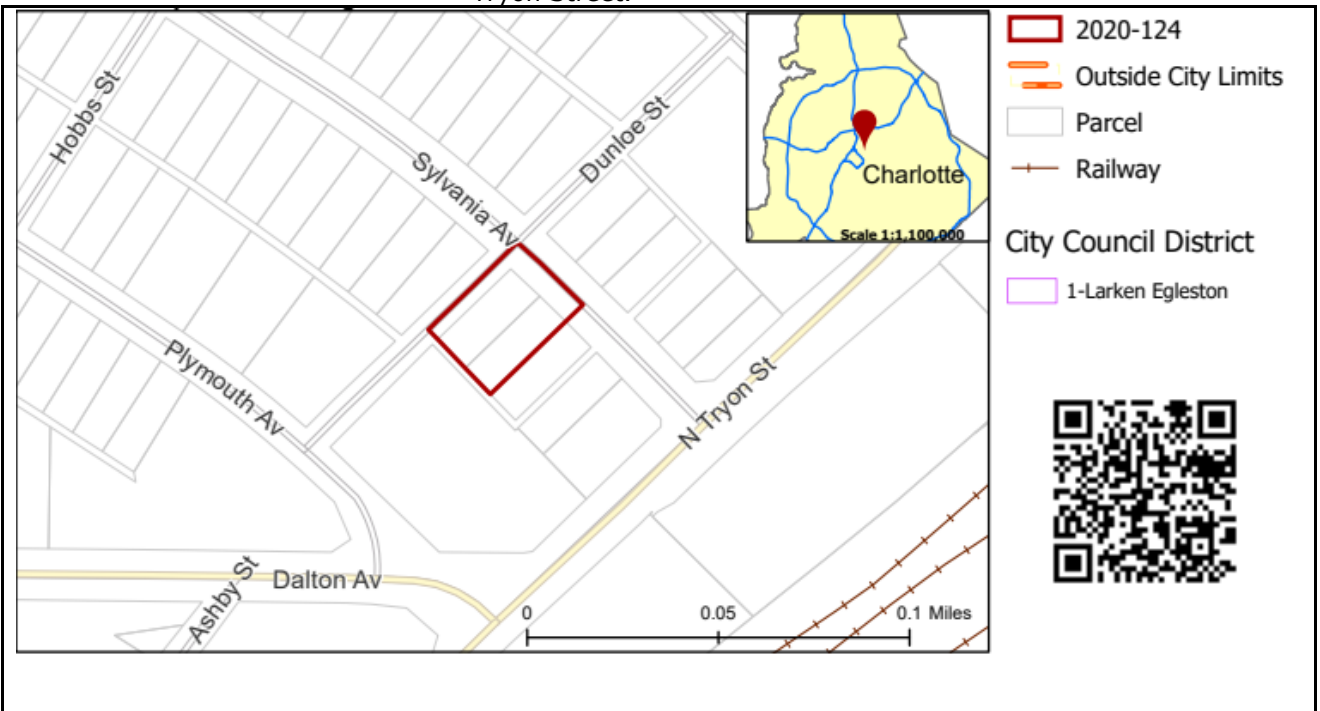 Tryon Street.
Hobbs St
Sylvania Av
Dunloe St
Plymouth Av
N Tryon St
Ashby St
Dalton Av
0 0.05 0.1 Miles
Charlotte
Scale 1:1,100,000
2020-124
Outside City Limits
Parcel
Railway
City Council District
1-Larken Egleston